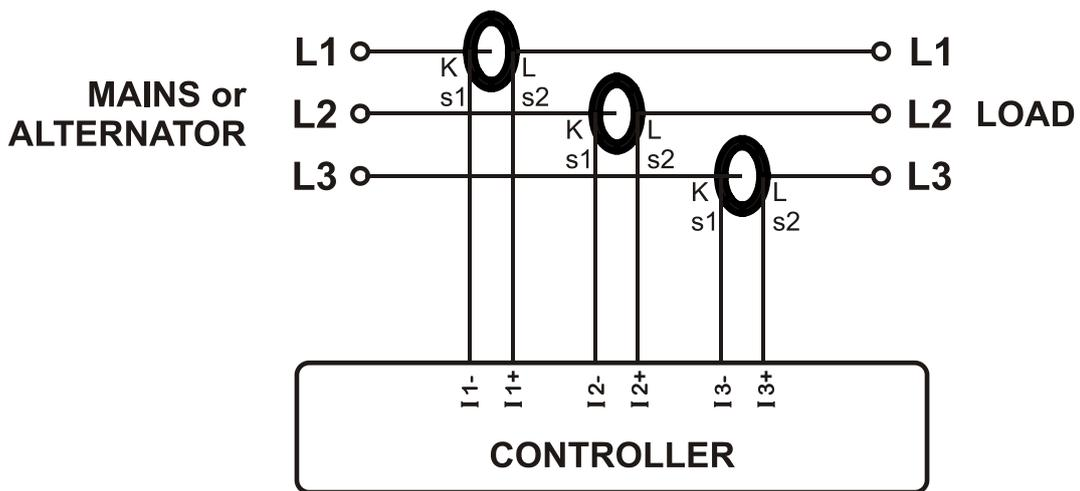 L1
L1
K
L
s1
s2
MAINS or
ALTERNATOR
L2
L2 LOAD
K
L
s1
s2
L3
L3
K
L
s1
s2
I1-
I1+
I2-
I2+
I3-
I3+
CONTROLLER